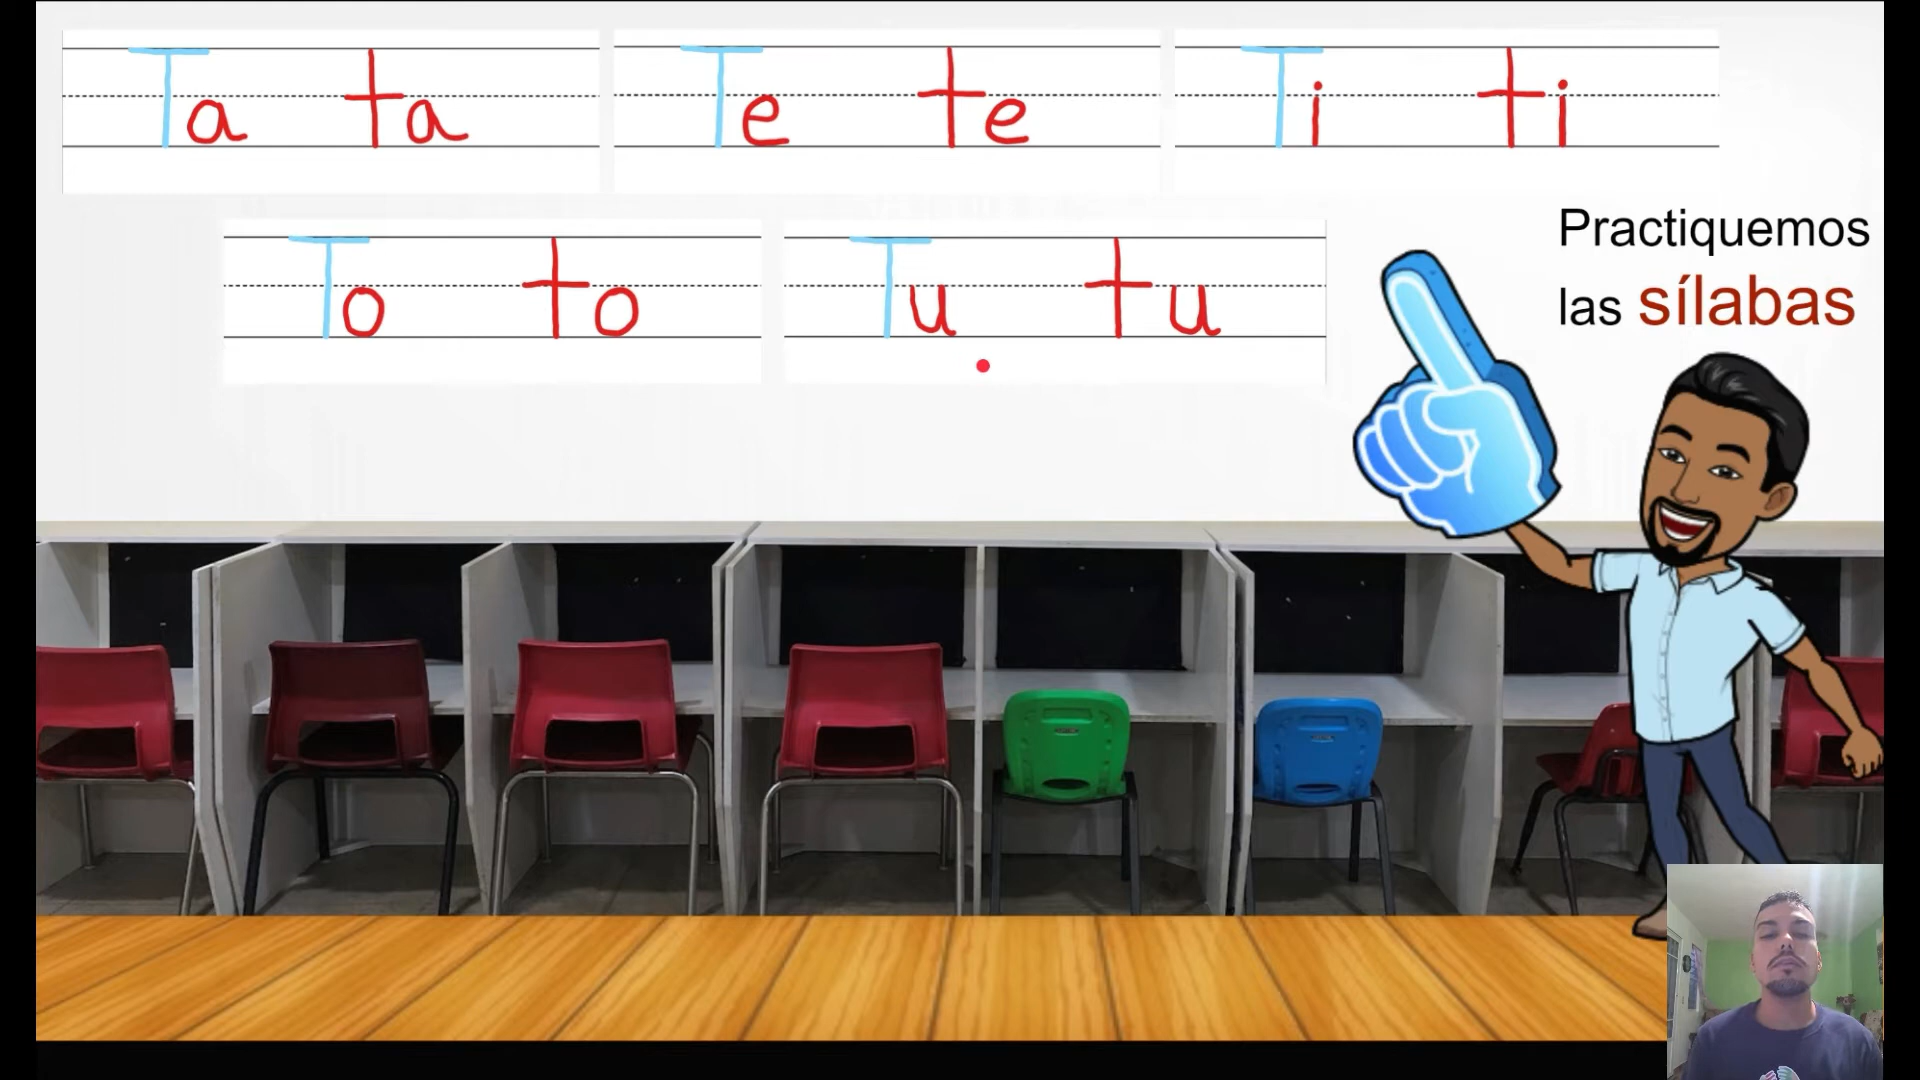 Ta ta
Te te
Ti ti
To to
Tu tu
Practiquemos
las sílabas